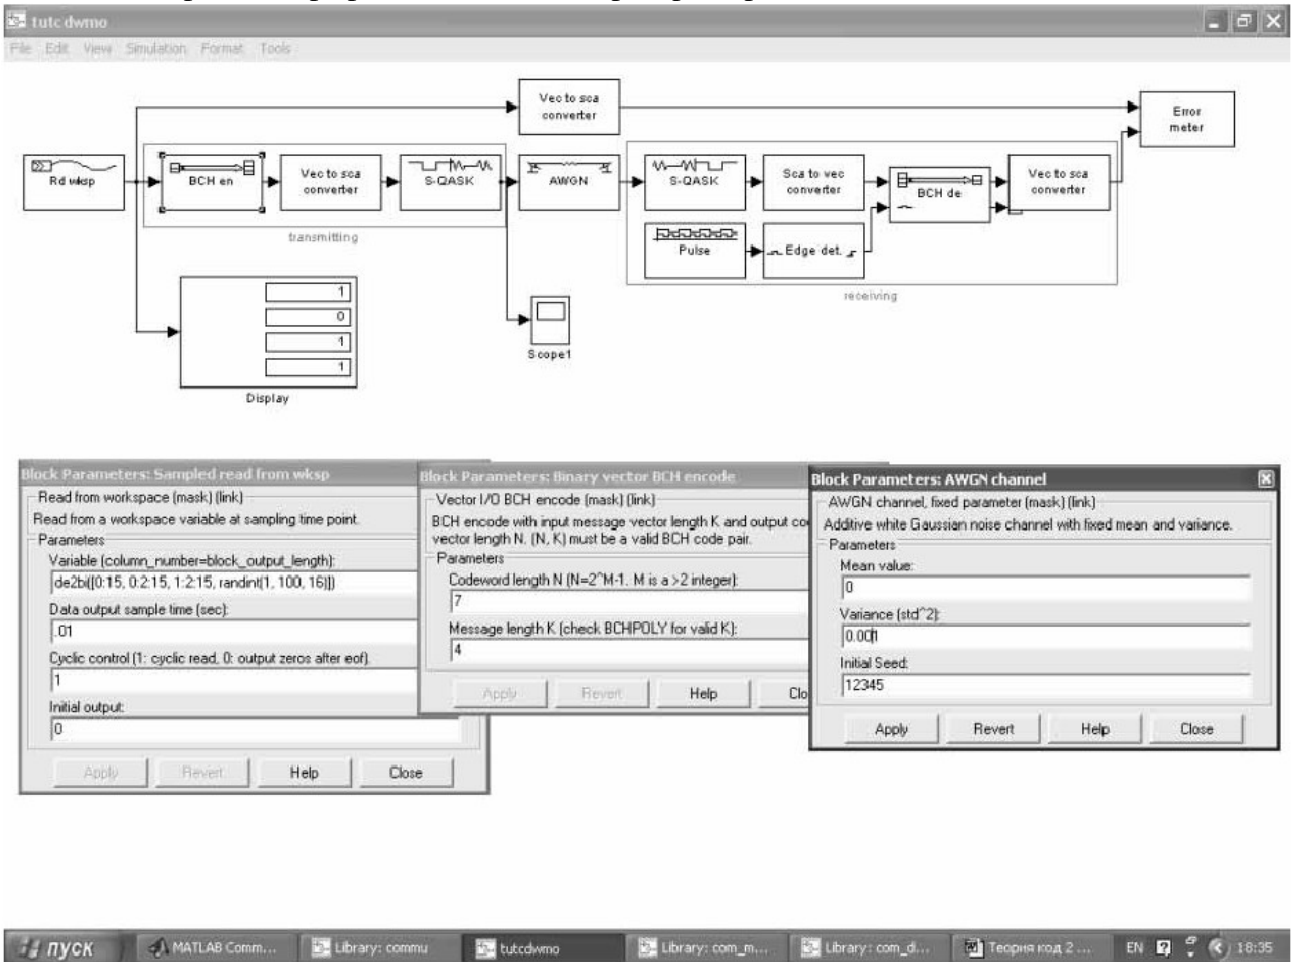 tutc dwmo
File Edit View Simulation Format Tools
Vec to sca
converter
Error
meter
Rd wksp
BCH en
Vec to sca
converter
S-QASK
AWGN
S-QASK
Sca to vec
converter
BCH de
Vec to sca
converter
transmitting
Pulse
Edge det.
receiving
1
0
1
1
Display
Scope1
Block Parameters: Sampled read from wksp
Read from workspace (mask) (link)
Read from a workspace variable at sampling time point.
Parameters
Variable (column_number=block_output_length):
de2bi([0:15, 0:2:15, 1:2:15, randint(1, 100, 16)])
Data output sample time (sec):
.01
Cyclic control (1: cyclic read, 0: output zeros after eof).
1
Initial output:
0
Apply Revert Help Close
Block Parameters: Binary vector BCH encode
Vector I/O BCH encode (mask) (link)
BCH encode with input message vector length K and output co
vector length N. (N, K) must be a valid BCH code pair.
Parameters
Codeword length N (N=2^M-1. M is a >2 integer):
7
Message length K (check BCHPOLY for valid K):
4
Apply Revert Help Clo
Block Parameters: AWGN channel
AWGN channel, fixed parameter (mask) (link)
Additive white Gaussian noise channel with fixed mean and variance.
Parameters
Mean value:
0
Variance (std^2):
0.001
Initial Seed:
12345
Apply Revert Help Close
пуск MATLAB Comm... Library: commu tutcdwmo Library: com_m... Library: com_d... Теория код 2 ... EN 18:35